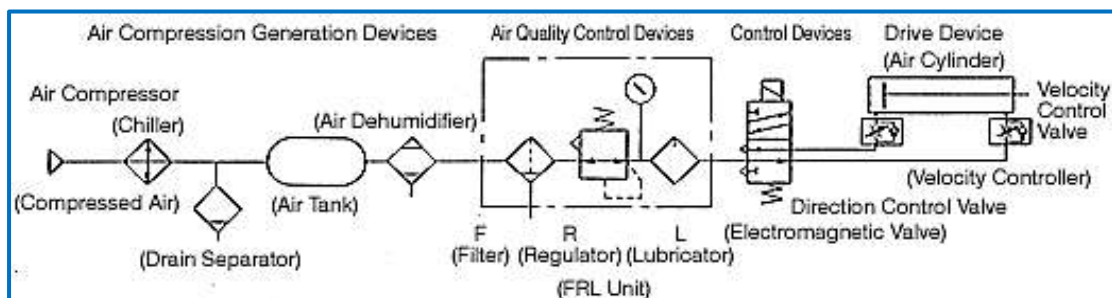 Air Compression Generation Devices
Air Quality Control Devices
Control Devices
Drive Device
(Air Cylinder)
Air Compressor
(Chiller)
(Air Dehumidifier)
Velocity
Control
Valve
(Compressed Air)
(Air Tank)
(Drain Separator)
F R L
(Filter) (Regulator) (Lubricator)
(FRL Unit)
(Velocity Controller)
Direction Control Valve
(Electromagnetic Valve)